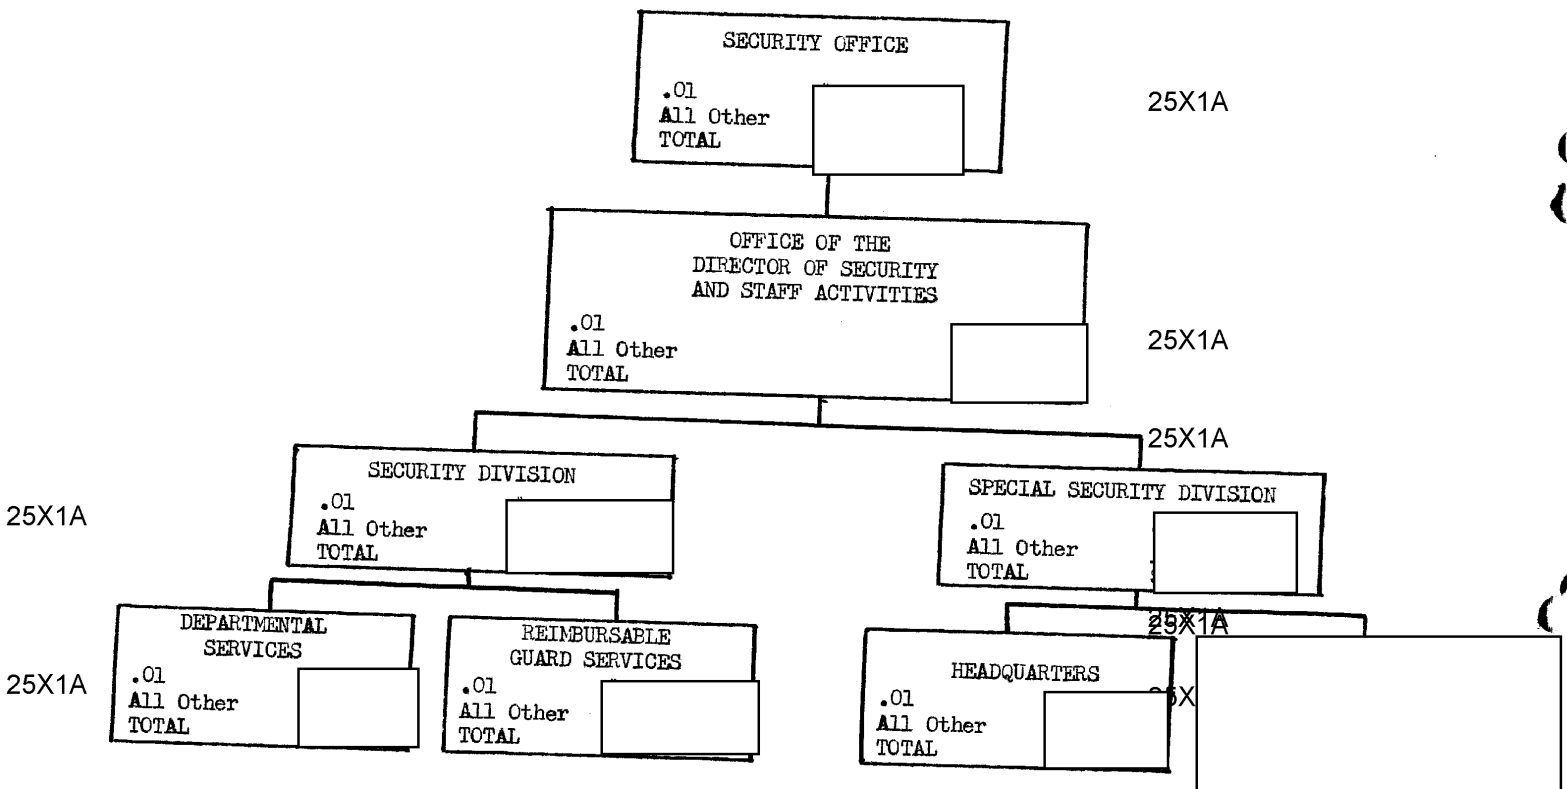 SECURITY OFFICE
.01
All Other
TOTAL
25X1A
OFFICE OF THE
DIRECTOR OF SECURITY
AND STAFF ACTIVITIES
.01
All Other
TOTAL
25X1A
25X1A
SECURITY DIVISION
.01
All Other
TOTAL
25X1A
SPECIAL SECURITY DIVISION
.01
All Other
TOTAL
DEPARTMENTAL
SERVICES
.01
All Other
TOTAL
25X1A
REIMBURSABLE
GUARD SERVICES
.01
All Other
TOTAL
25X1A
HEADQUARTERS
.01
All Other
TOTAL